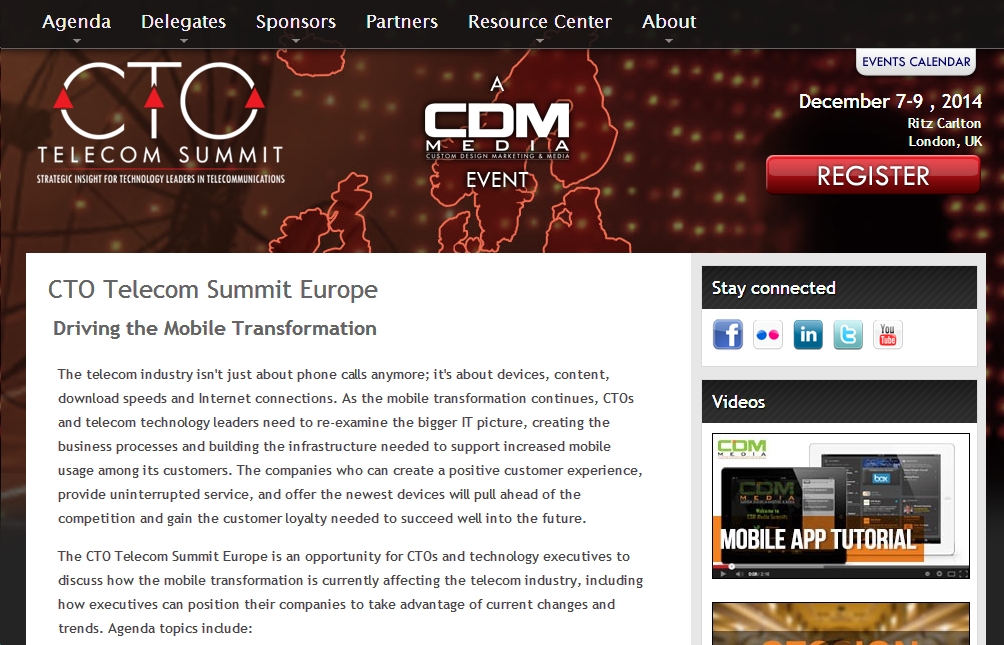 Agenda Delegates Sponsors Partners Resource Center About
EVENTS CALENDAR
CTO
TELECOM SUMMIT
STRATEGIC INSIGHT FOR TECHNOLOGY LEADERS IN TELECOMMUNICATIONS
A
CDM
MEDIA
CUSTOM DESIGN MARKETING & MEDIA
EVENT
December 7-9 , 2014
Ritz Carlton
London, UK
REGISTER
CTO Telecom Summit Europe
Driving the Mobile Transformation
The telecom industry isn't just about phone calls anymore; it's about devices, content,
download speeds and Internet connections. As the mobile transformation continues, CTOs
and telecom technology leaders need to re-examine the bigger IT picture, creating the
business processes and building the infrastructure needed to support increased mobile
usage among its customers. The companies who can create a positive customer experience,
provide uninterrupted service, and offer the newest devices will pull ahead of the
competition and gain the customer loyalty needed to succeed well into the future.
The CTO Telecom Summit Europe is an opportunity for CTOs and technology executives to
discuss how the mobile transformation is currently affecting the telecom industry, including
how executives can position their companies to take advantage of current changes and
trends. Agenda topics include:
Stay connected
f
in
t
You
Tube
Videos
CDM
MEDIA
CDM
MEDIA
box
MOBILE APP TUTORIAL
SESSION